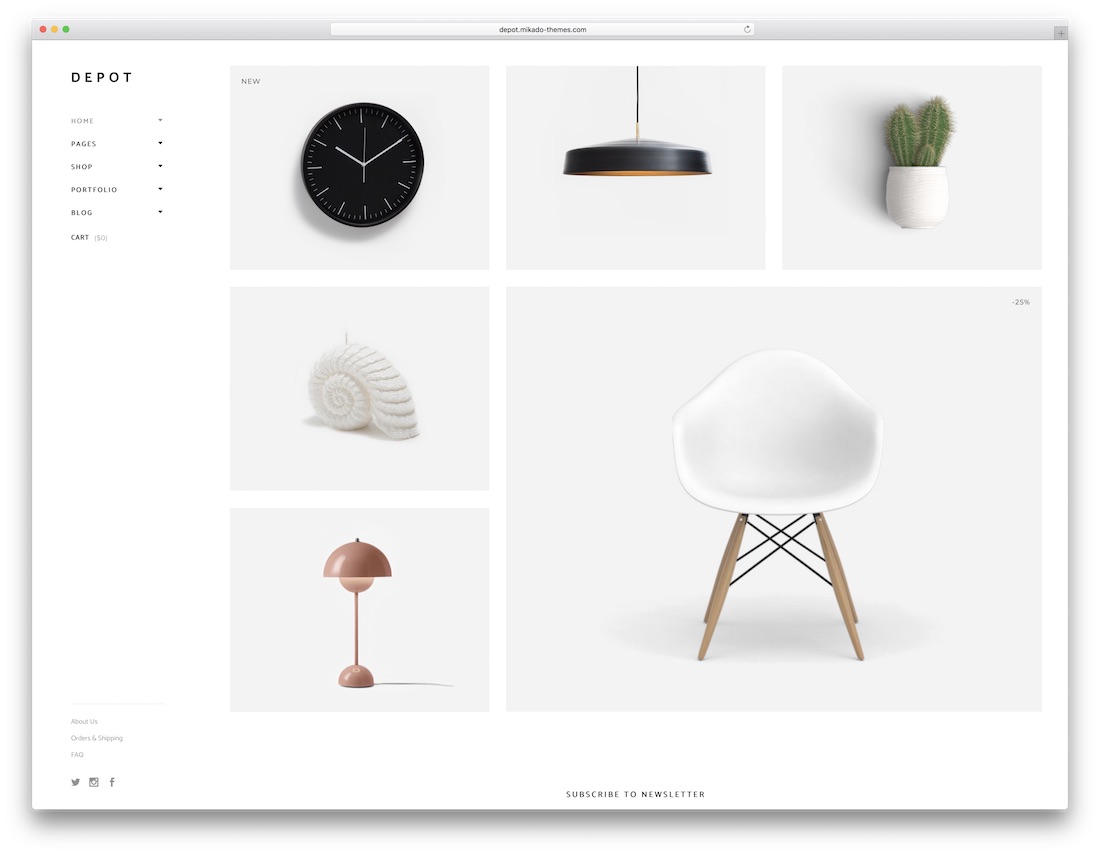 depot.mikado-themes.com
DEPOT
HOME
PAGES
SHOP
PORTFOLIO
BLOG
CART ($0)
NEW
-25%
About Us
Orders & Shipping
FAQ
SUBSCRIBE TO NEWSLETTER